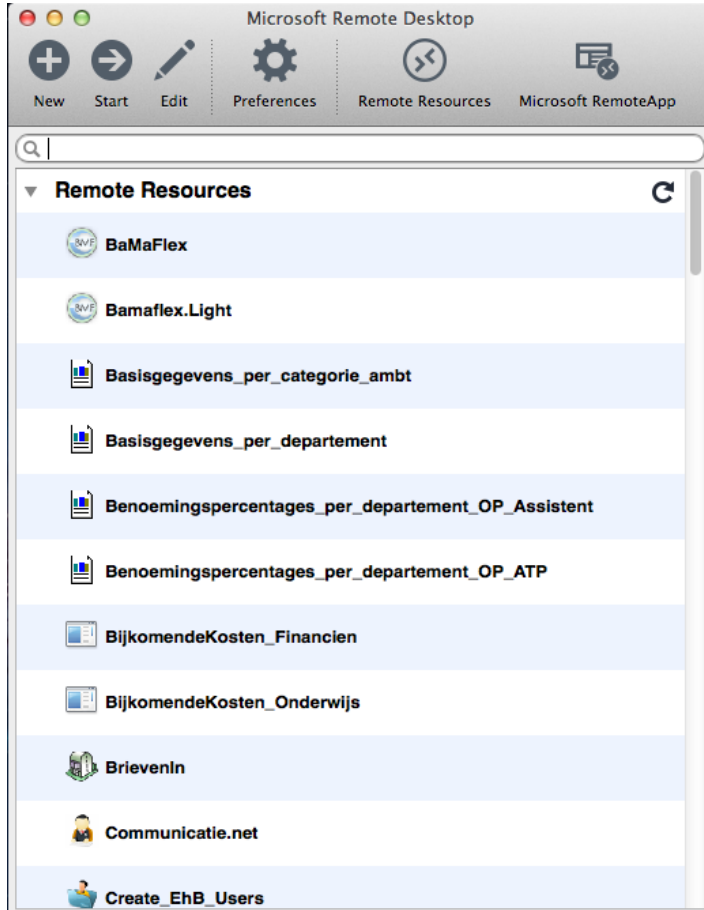 Microsoft Remote Desktop
New Start Edit Preferences Remote Resources Microsoft RemoteApp
Remote Resources
BaMaFlex
Bamaflex.Light
Basisgegevens_per_categorie_ambt
Basisgegevens_per_departement
Benoemingspercentages_per_departement_OP_Assistent
Benoemingspercentages_per_departement_OP_ATP
BijkomendeKosten_Financien
BijkomendeKosten_Onderwijs
BrievenIn
Communicatie.net
Create_EhB_Users